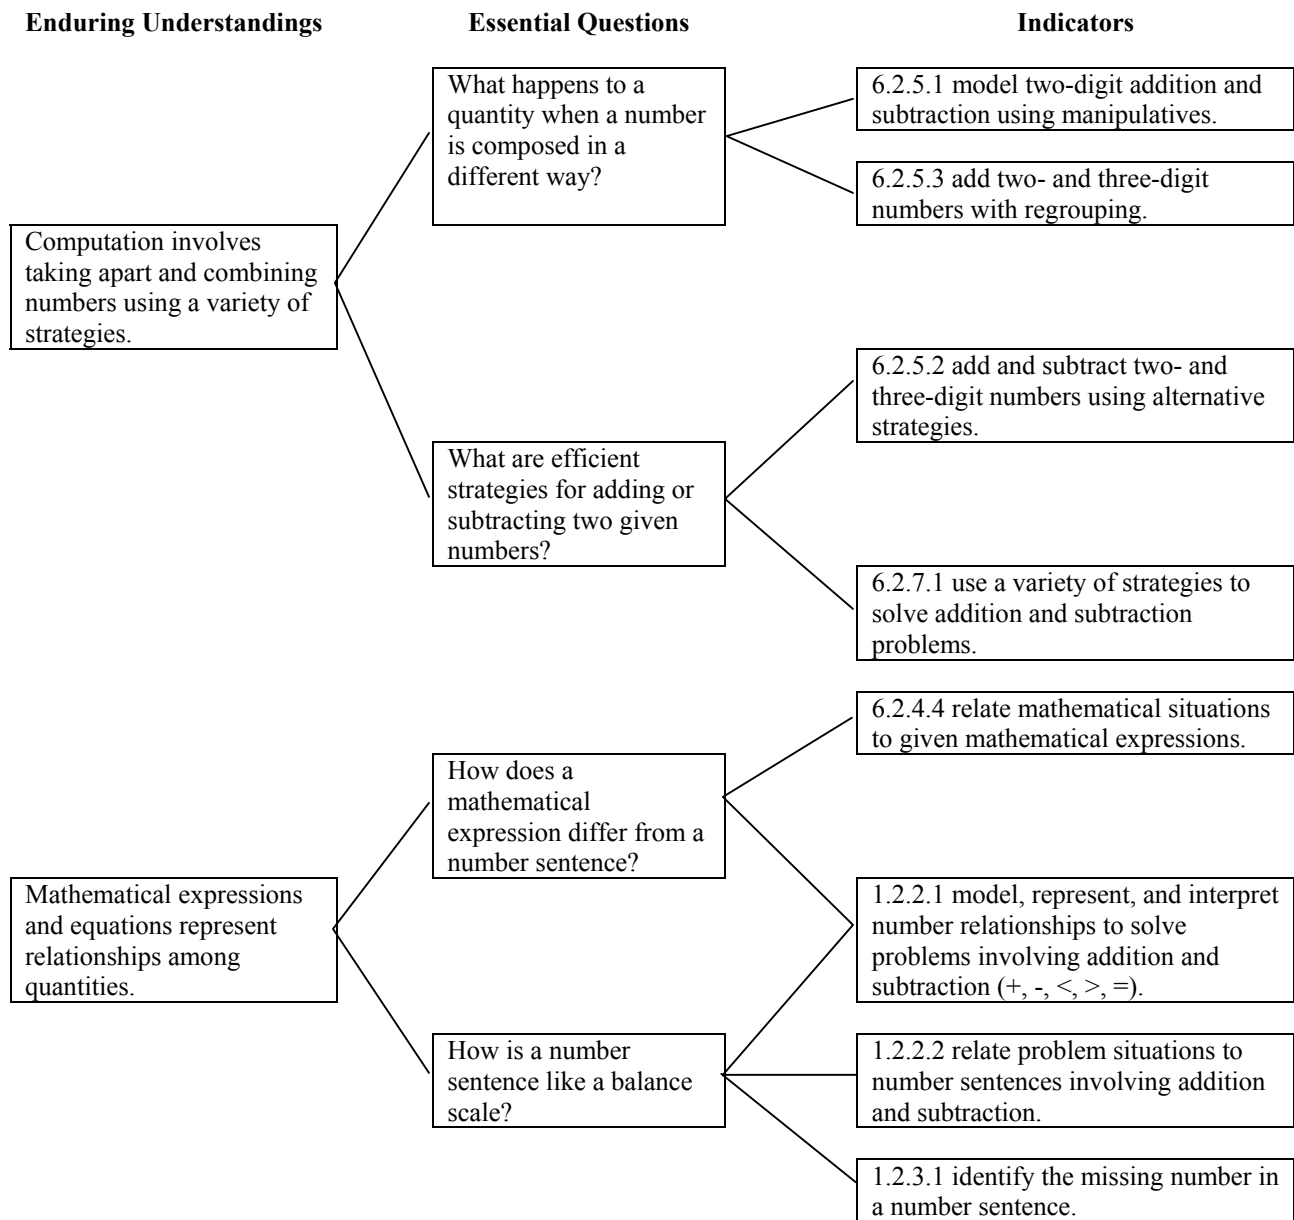 Enduring Understandings
Essential Questions
Indicators
Computation involves
taking apart and combining
numbers using a variety of
strategies.
What happens to a
quantity when a number
is composed in a
different way?
6.2.5.1 model two-digit addition and
subtraction using manipulatives.
6.2.5.3 add two- and three-digit
numbers with regrouping.
What are efficient
strategies for adding or
subtracting two given
numbers?
6.2.5.2 add and subtract two- and
three-digit numbers using alternative
strategies.
6.2.7.1 use a variety of strategies to
solve addition and subtraction
problems.
Mathematical expressions
and equations represent
relationships among
quantities.
How does a
mathematical
expression differ from a
number sentence?
6.2.4.4 relate mathematical situations
to given mathematical expressions.
1.2.2.1 model, represent, and interpret
number relationships to solve
problems involving addition and
subtraction (+, -, <, >, =).
How is a number
sentence like a balance
scale?
1.2.2.2 relate problem situations to
number sentences involving addition
and subtraction.
1.2.3.1 identify the missing number in
a number sentence.